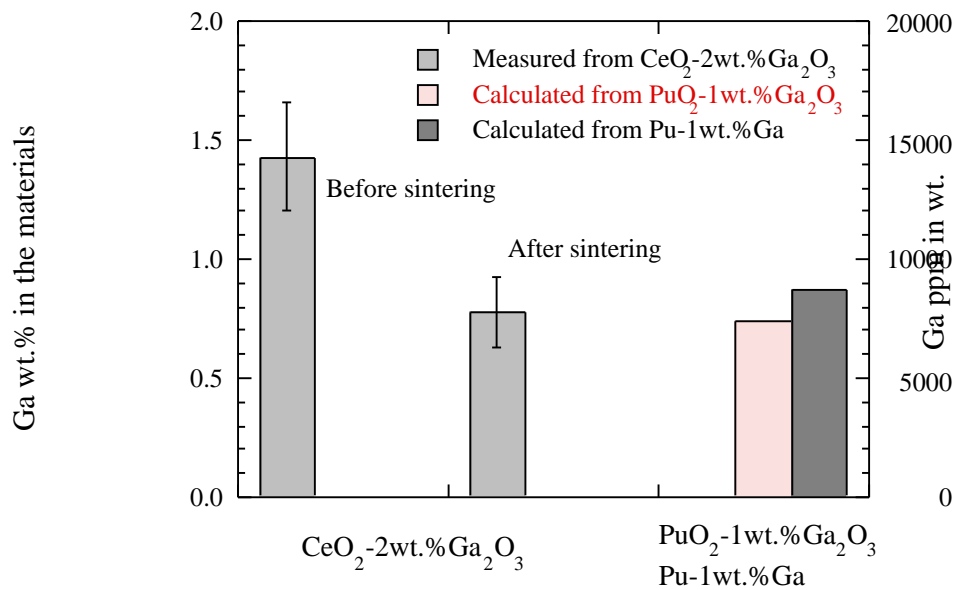 Ga wt.% in the materials
2.0
1.5
1.0
0.5
0.0
Measured from CeO₂-2wt.%Ga₂O₃
Calculated from PuO₂-1wt.%Ga₂O₃
Calculated from Pu-1wt.%Ga
Before sintering
After sintering
20000
15000
10000
5000
0
Ga ppm in wt.
CeO₂-2wt.%Ga₂O₃
PuO₂-1wt.%Ga₂O₃
Pu-1wt.%Ga